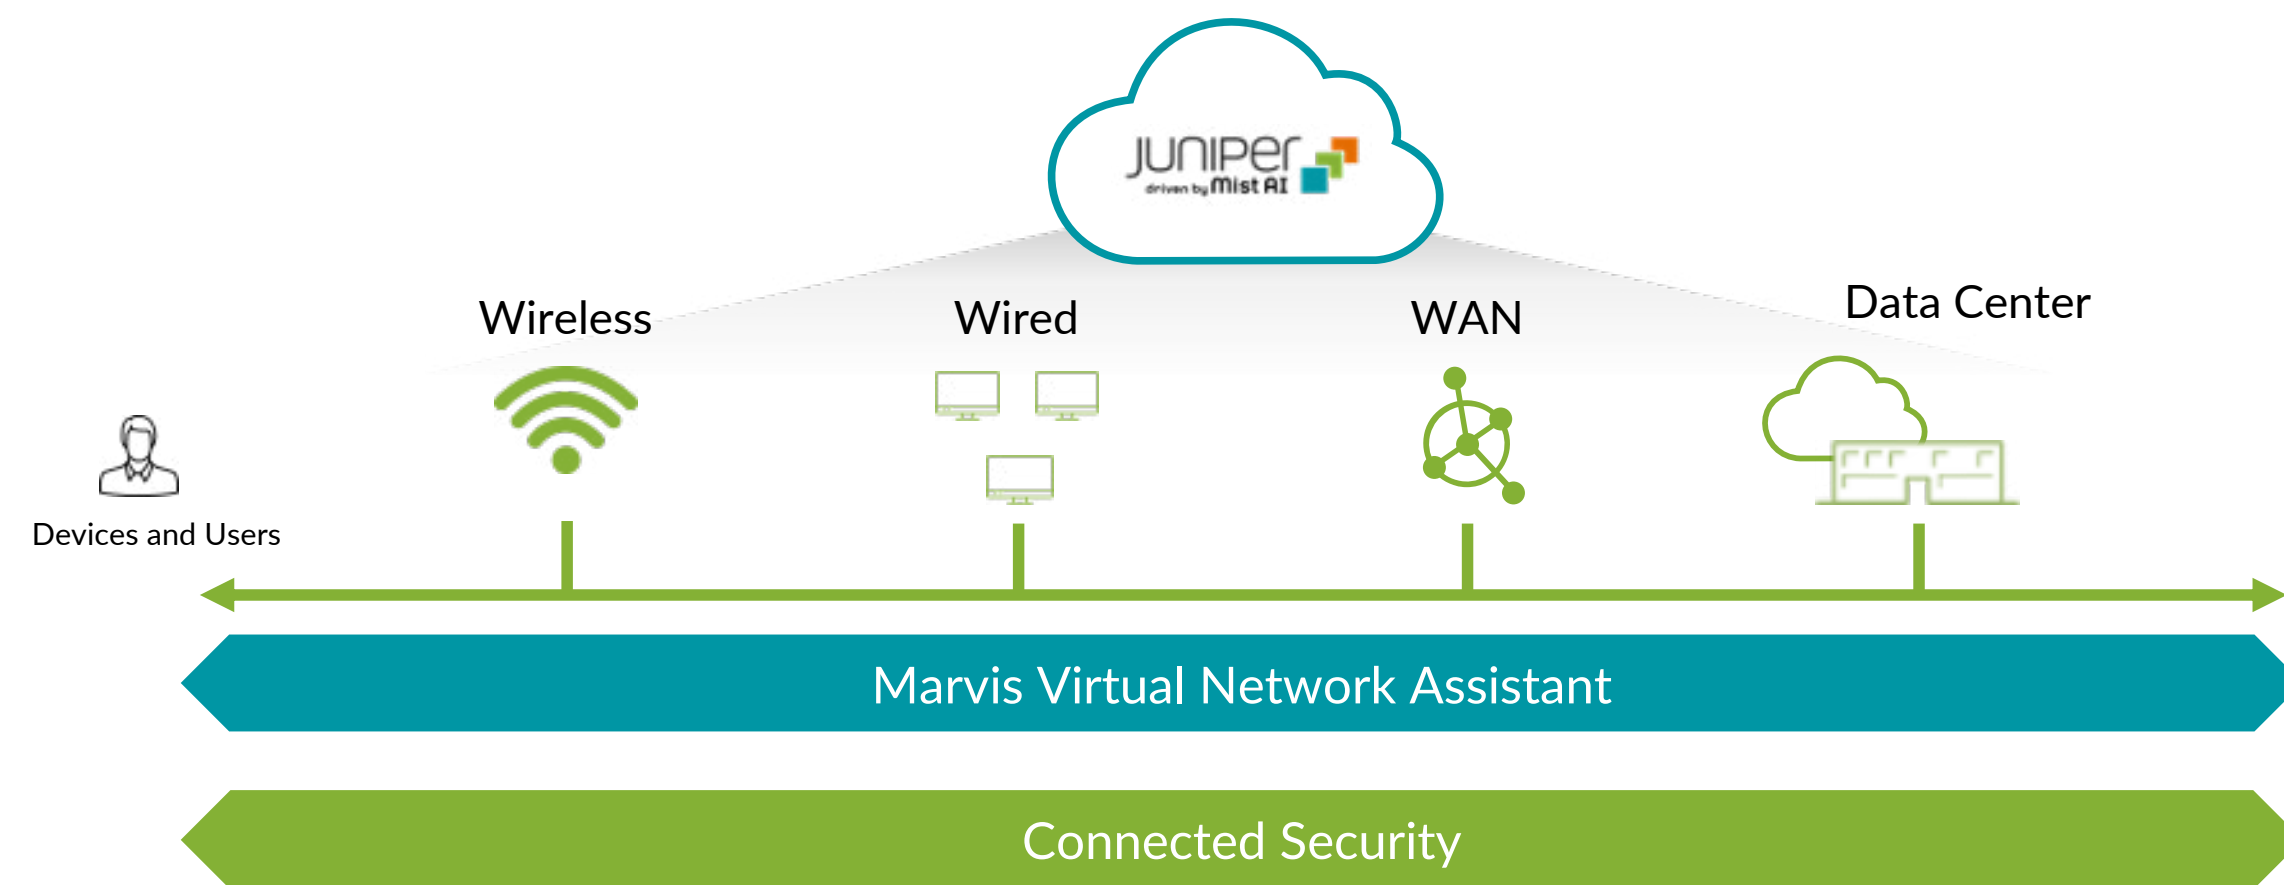 Juniper
driven by Mist AI
Wireless
Wired
WAN
Data Center
Devices and Users
Marvis Virtual Network Assistant
Connected Security